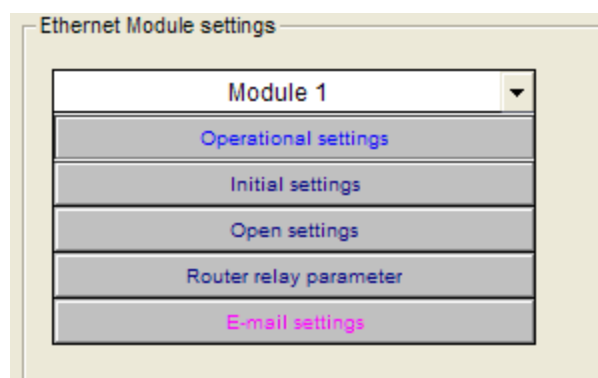 Ethernet Module settings
Module 1
Operational settings
Initial settings
Open settings
Router relay parameter
E-mail settings